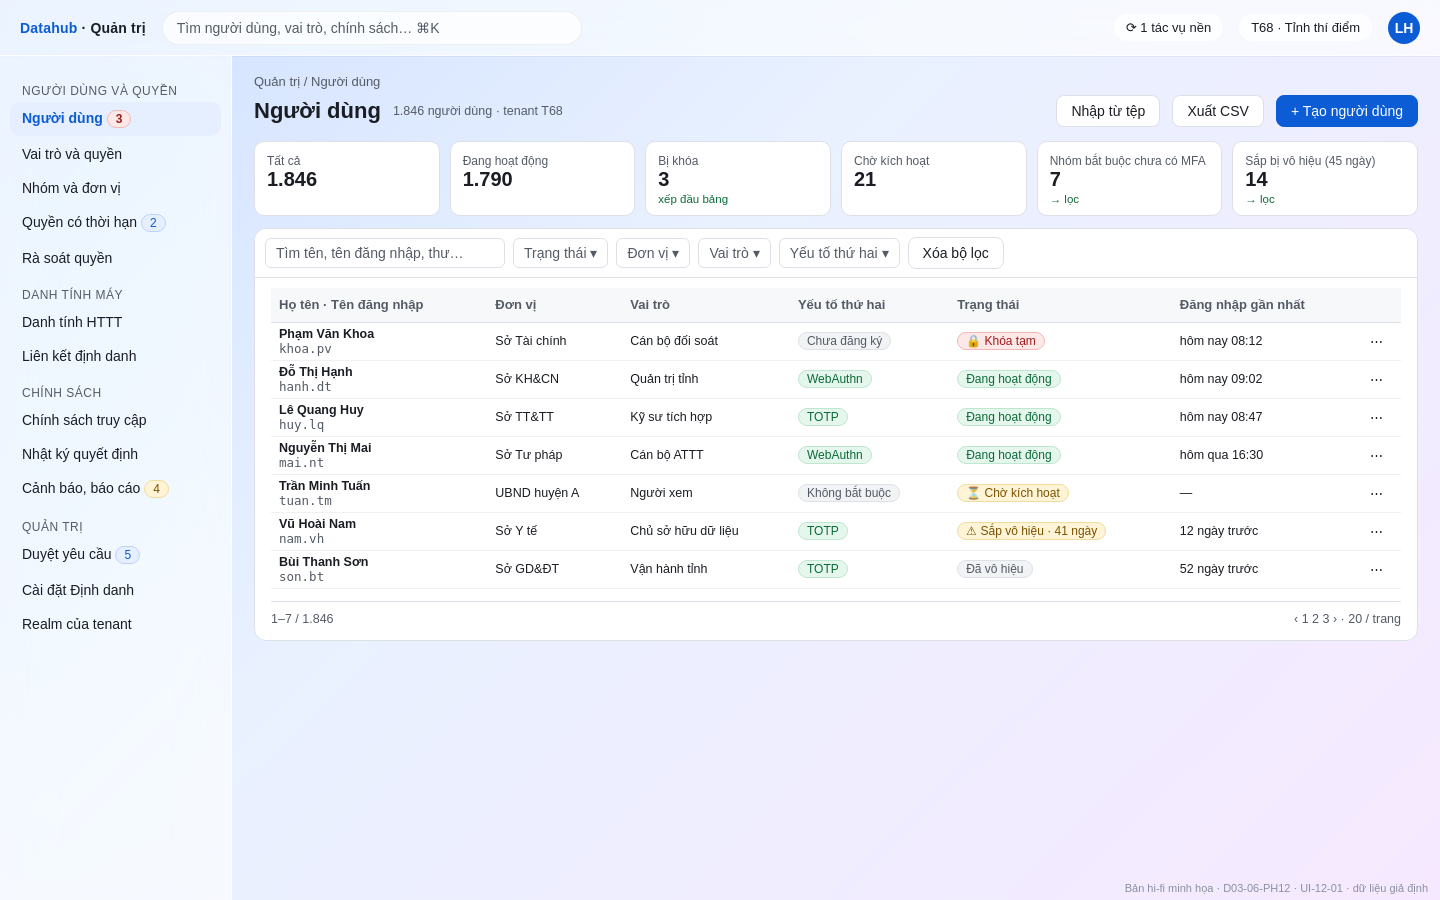 Datahub · Quản trị
Tìm người dùng, vai trò, chính sách… ⌘K
⟳ 1 tác vụ nền
T68 · Tỉnh thí điểm
LH
NGƯỜI DÙNG VÀ QUYỀN
Người dùng 3
Vai trò và quyền
Nhóm và đơn vị
Quyền có thời hạn 2
Rà soát quyền
DANH TÍNH MÁY
Danh tính HTTT
Liên kết định danh
CHÍNH SÁCH
Chính sách truy cập
Nhật ký quyết định
Cảnh báo, báo cáo 4
QUẢN TRỊ
Duyệt yêu cầu 5
Cài đặt Định danh
Realm của tenant
Quản trị / Người dùng
Người dùng 1.846 người dùng · tenant T68
Nhập từ tệp
Xuất CSV
+ Tạo người dùng
Tất cả
1.846
Đang hoạt động
1.790
Bị khóa
3
xếp đầu bảng
Chờ kích hoạt
21
Nhóm bắt buộc chưa có MFA
7
→ lọc
Sắp bị vô hiệu (45 ngày)
14
→ lọc
Tìm tên, tên đăng nhập, thư…
Trạng thái ▾
Đơn vị ▾
Vai trò ▾
Yếu tố thứ hai ▾
Xóa bộ lọc
Họ tên · Tên đăng nhập Đơn vị Vai trò Yếu tố thứ hai Trạng thái Đăng nhập gần nhất
Phạm Văn Khoa
khoa.pv
Sở Tài chính Cán bộ đối soát Chưa đăng ký 🔒 Khóa tạm hôm nay 08:12 ⋯
Đỗ Thị Hạnh
hanh.dt
Sở KH&CN Quản trị tỉnh WebAuthn Đang hoạt động hôm nay 09:02 ⋯
Lê Quang Huy
huy.lq
Sở TT&TT Kỹ sư tích hợp TOTP Đang hoạt động hôm nay 08:47 ⋯
Nguyễn Thị Mai
mai.nt
Sở Tư pháp Cán bộ ATTT WebAuthn Đang hoạt động hôm qua 16:30 ⋯
Trần Minh Tuấn
tuan.tm
UBND huyện A Người xem Không bắt buộc ⏳ Chờ kích hoạt — ⋯
Vũ Hoài Nam
nam.vh
Sở Y tế Chủ sở hữu dữ liệu TOTP ⚠ Sắp vô hiệu · 41 ngày 12 ngày trước ⋯
Bùi Thanh Sơn
son.bt
Sở GD&ĐT Vận hành tỉnh TOTP Đã vô hiệu 52 ngày trước ⋯
1–7 / 1.846
‹ 1 2 3 › · 20 / trang
Bản hi-fi minh họa · D03-06-PH12 · UI-12-01 · dữ liệu giả định